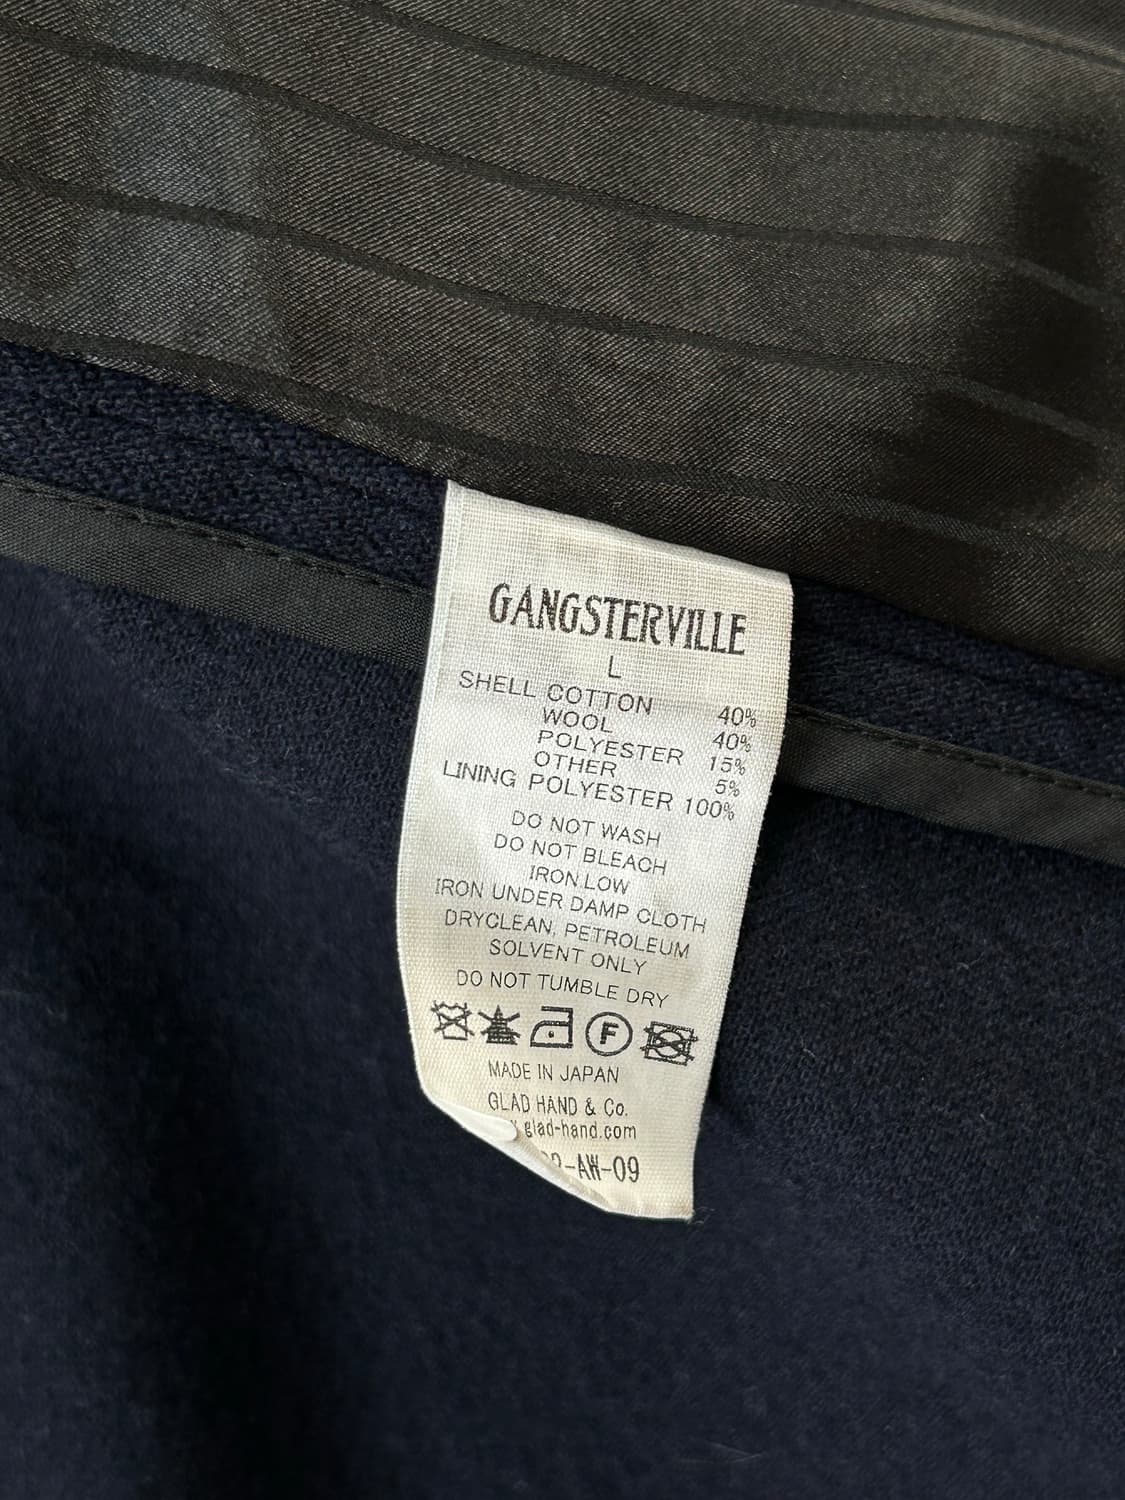 GANGSTERVILLE
L
SHELL COTTON 40%
WOOL 40%
POLYESTER 15%
OTHER 5%
LINING POLYESTER 100%
DO NOT WASH
DO NOT BLEACH
IRON LOW
IRON UNDER DAMP CLOTH
DRYCLEAN, PETROLEUM
SOLVENT ONLY
DO NOT TUMBLE DRY
F
MADE IN JAPAN
GLAD HAND & Co.
glad-hand.com
-AW-09